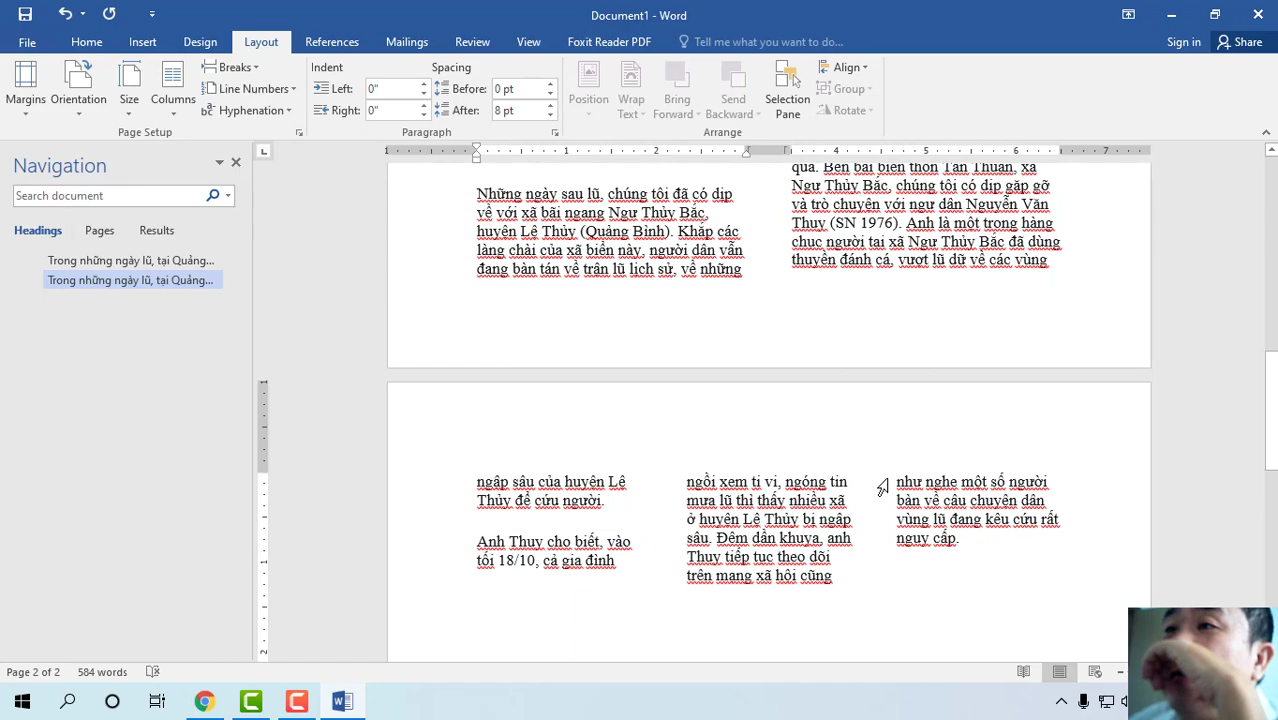 Document1 - Word
Sign in
Share
File
Home
Insert
Design
Layout
References
Mailings
Review
View
Foxit Reader PDF
Tell me what you want to do...
Margins
Orientation
Size
Columns
Breaks
Line Numbers
Hyphenation
Page Setup
Indent
Left: 0"
Right: 0"
Spacing
Before: 0 pt
After: 8 pt
Paragraph
Position
Wrap Text
Bring Forward
Send Backward
Selection Pane
Align
Group
Rotate
Arrange
Navigation
Search document
Headings
Pages
Results
Trong những ngày lũ, tại Quảng...
Trong những ngày lũ, tại Quảng...
1 1 2 3 4 5 6 7
Những ngày sau lũ, chúng tôi đã có dịp
về với xã bãi ngang Ngư Thủy Bắc,
huyện Lệ Thủy (Quảng Bình). Khắp các
làng chài của xã biển này, người dân vẫn
đang bàn tán về trận lũ lịch sử, về những
qua. Bên bãi biển thôn Tân Thuận, xã
Ngư Thủy Bắc, chúng tôi có dịp gặp gỡ
và trò chuyện với ngư dân Nguyễn Văn
Thuy (SN 1976). Anh là một trong hàng
chục người tại xã Ngư Thủy Bắc đã dùng
thuyền đánh cá, vượt lũ dữ về các vùng
ngập sâu của huyện Lệ
Thủy để cứu người.
Anh Thuy cho biết, vào
tối 18/10, cả gia đình
ngồi xem ti vi, ngóng tin
mưa lũ thì thấy nhiều xã
ở huyện Lệ Thủy bị ngập
sâu. Đêm dần khuya, anh
Thuy tiếp tục theo dõi
trên mạng xã hội cũng
như nghe một số người
bàn về câu chuyện dân
vùng lũ đang kêu cứu rất
nguy cấp.
1
1
2
Page 2 of 2
584 words